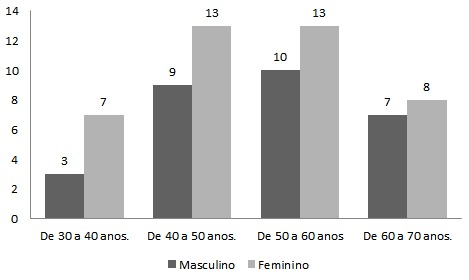 14
12
10
8
6
4
2
0
3
7
9
13
10
13
7
8
De 30 a 40 anos.
De 40 a 50 anos.
De 50 a 60 anos
De 60 a 70 anos.
Masculino
Feminino